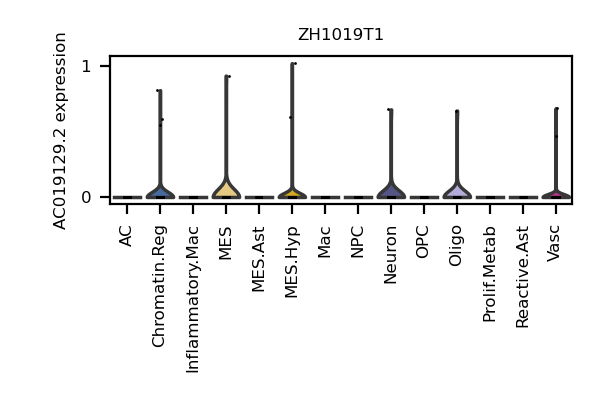 ZH1019T1
AC019129.2 expression
1
0
AC
Chromatin.Reg
Inflammatory.Mac
MES
MES.Ast
MES.Hyp
Mac
NPC
Neuron
OPC
Oligo
Prolif.Metab
Reactive.Ast
Vasc